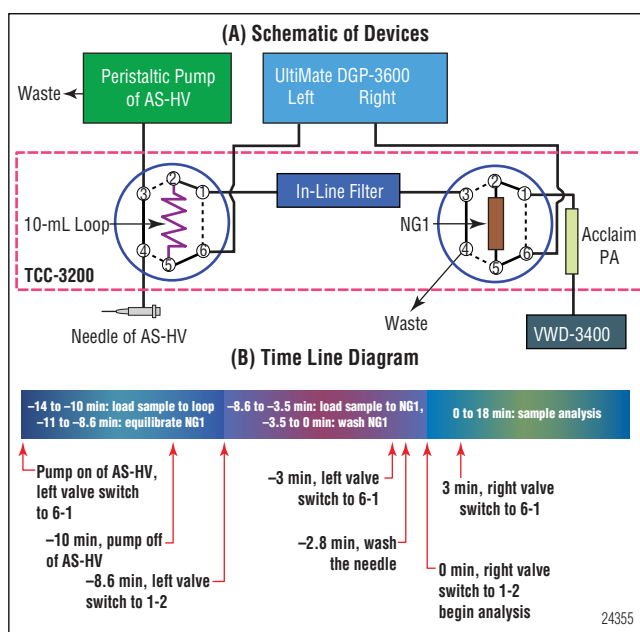 (A) Schematic of Devices
Peristaltic Pump
of AS-HV
UltiMate DGP-3600
Left Right
Waste
2
3
1
4
6
5
10-mL Loop
In-Line Filter
2
3
1
4
6
5
NG1
Acclaim
PA
TCC-3200
Needle of AS-HV
Waste
VWD-3400
(B) Time Line Diagram
–14 to –10 min: load sample to loop
–11 to –8.6 min: equilibrate NG1
–8.6 to –3.5 min: load sample to NG1,
–3.5 to 0 min: wash NG1
0 to 18 min: sample analysis
Pump on of AS-HV,
left valve switch
to 6-1
–10 min, pump off
of AS-HV
–8.6 min, left valve
switch to 1-2
–3 min, left valve
switch to 6-1
–2.8 min, wash
the needle
3 min, right valve
switch to 6-1
0 min, right valve
switch to 1-2
begin analysis
24355